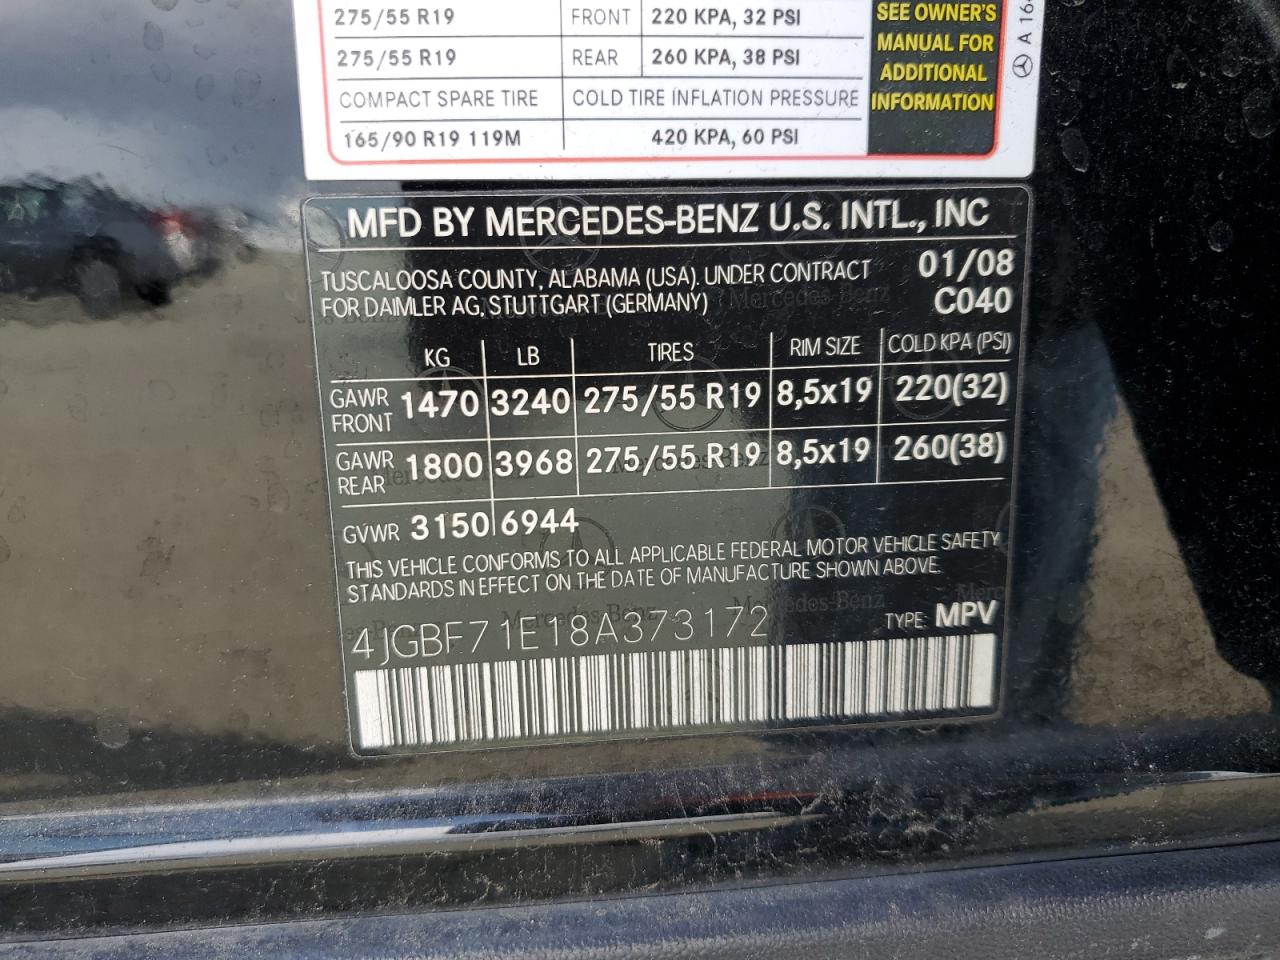 275/55 R19 FRONT 220 KPA, 32 PSI
275/55 R19 REAR 260 KPA, 38 PSI
COMPACT SPARE TIRE COLD TIRE INFLATION PRESSURE
165/90 R19 119M 420 KPA, 60 PSI
SEE OWNER'S
MANUAL FOR
ADDITIONAL
INFORMATION
MFD BY MERCEDES-BENZ U.S. INTL., INC
TUSCALOOSA COUNTY, ALABAMA (USA). UNDER CONTRACT 01/08
FOR DAIMLER AG, STUTTGART (GERMANY) C040
KG LB TIRES RIM SIZE COLD KPA (PSI)
GAWR
FRONT 1470 3240 275/55 R19 8,5x19 220(32)
GAWR
REAR 1800 3968 275/55 R19 8,5x19 260(38)
GVWR 3150 6944
THIS VEHICLE CONFORMS TO ALL APPLICABLE FEDERAL MOTOR VEHICLE SAFETY
STANDARDS IN EFFECT ON THE DATE OF MANUFACTURE SHOWN ABOVE.
4JGBF71E18A373172 TYPE: MPV